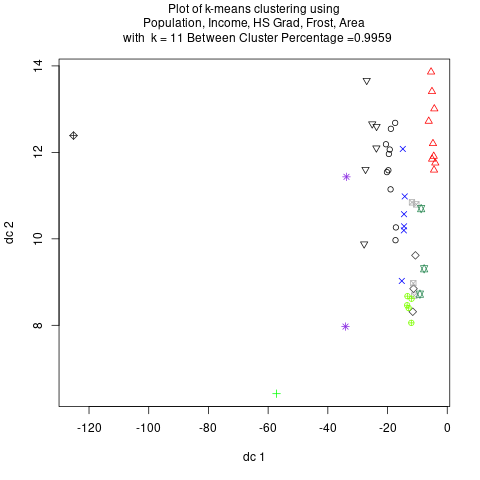 Plot of k-means clustering using
Population, Income, HS Grad, Frost, Area
with k = 11 Between Cluster Percentage =0.9959
14
12
10
8
dc 2
-120 -100 -80 -60 -40 -20 0
dc 1